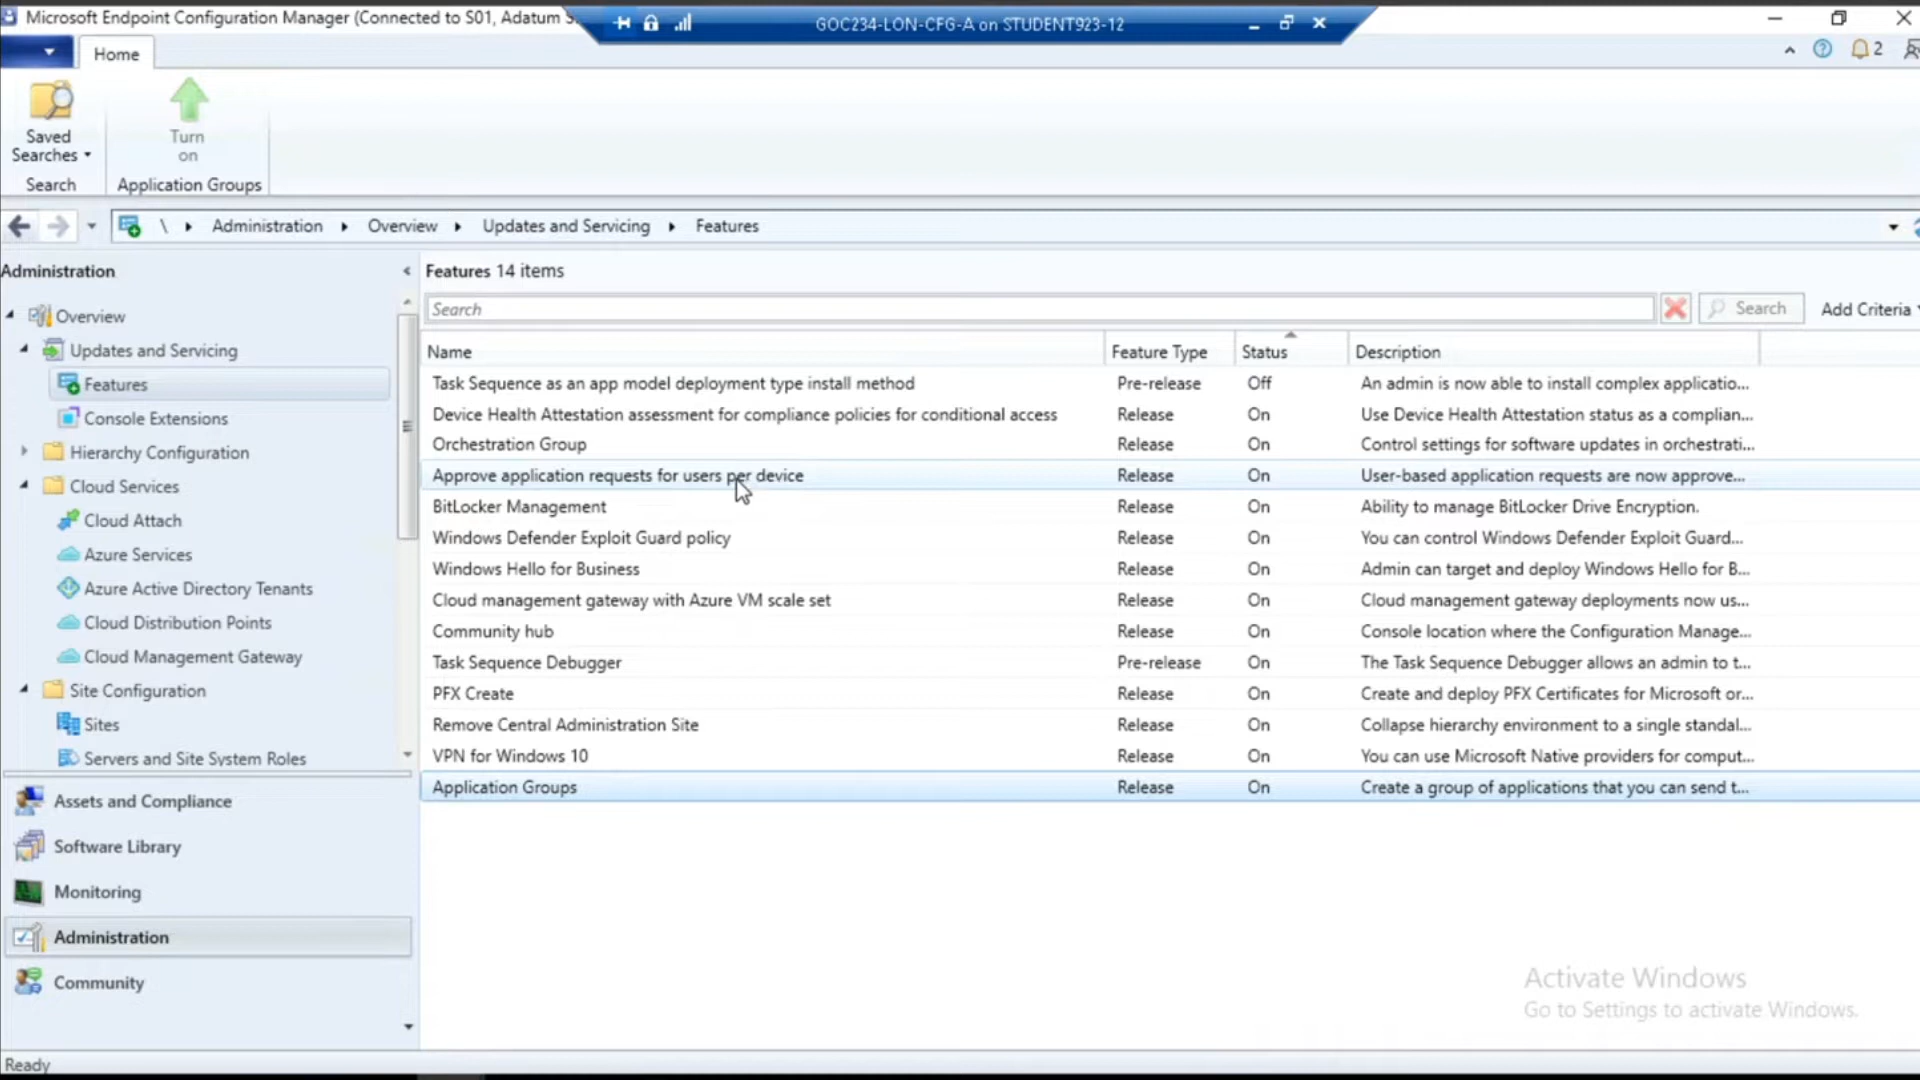 Microsoft Endpoint Configuration Manager (Connected to S01, Adatum S
GOC234-LON-CFG-A on STUDENT923-12
Home
2
Saved
Searches
Search
Turn
on
Application Groups
\ Administration Overview Updates and Servicing Features
Administration
Overview
Updates and Servicing
Features
Console Extensions
Hierarchy Configuration
Cloud Services
Cloud Attach
Azure Services
Azure Active Directory Tenants
Cloud Distribution Points
Cloud Management Gateway
Site Configuration
Sites
Servers and Site System Roles
Assets and Compliance
Software Library
Monitoring
Administration
Community
Features 14 items
Search Search Add Criteria
Name Feature Type Status Description
Task Sequence as an app model deployment type install method Pre-release Off An admin is now able to install complex applicatio...
Device Health Attestation assessment for compliance policies for conditional access Release On Use Device Health Attestation status as a complian...
Orchestration Group Release On Control settings for software updates in orchestrati...
Approve application requests for users per device Release On User-based application requests are now approve...
BitLocker Management Release On Ability to manage BitLocker Drive Encryption.
Windows Defender Exploit Guard policy Release On You can control Windows Defender Exploit Guard...
Windows Hello for Business Release On Admin can target and deploy Windows Hello for B...
Cloud management gateway with Azure VM scale set Release On Cloud management gateway deployments now us...
Community hub Release On Console location where the Configuration Manage...
Task Sequence Debugger Pre-release On The Task Sequence Debugger allows an admin to t...
PFX Create Release On Create and deploy PFX Certificates for Microsoft or...
Remove Central Administration Site Release On Collapse hierarchy environment to a single standal...
VPN for Windows 10 Release On You can use Microsoft Native providers for comput...
Application Groups Release On Create a group of applications that you can send t...
Activate Windows
Go to Settings to activate Windows.
Ready